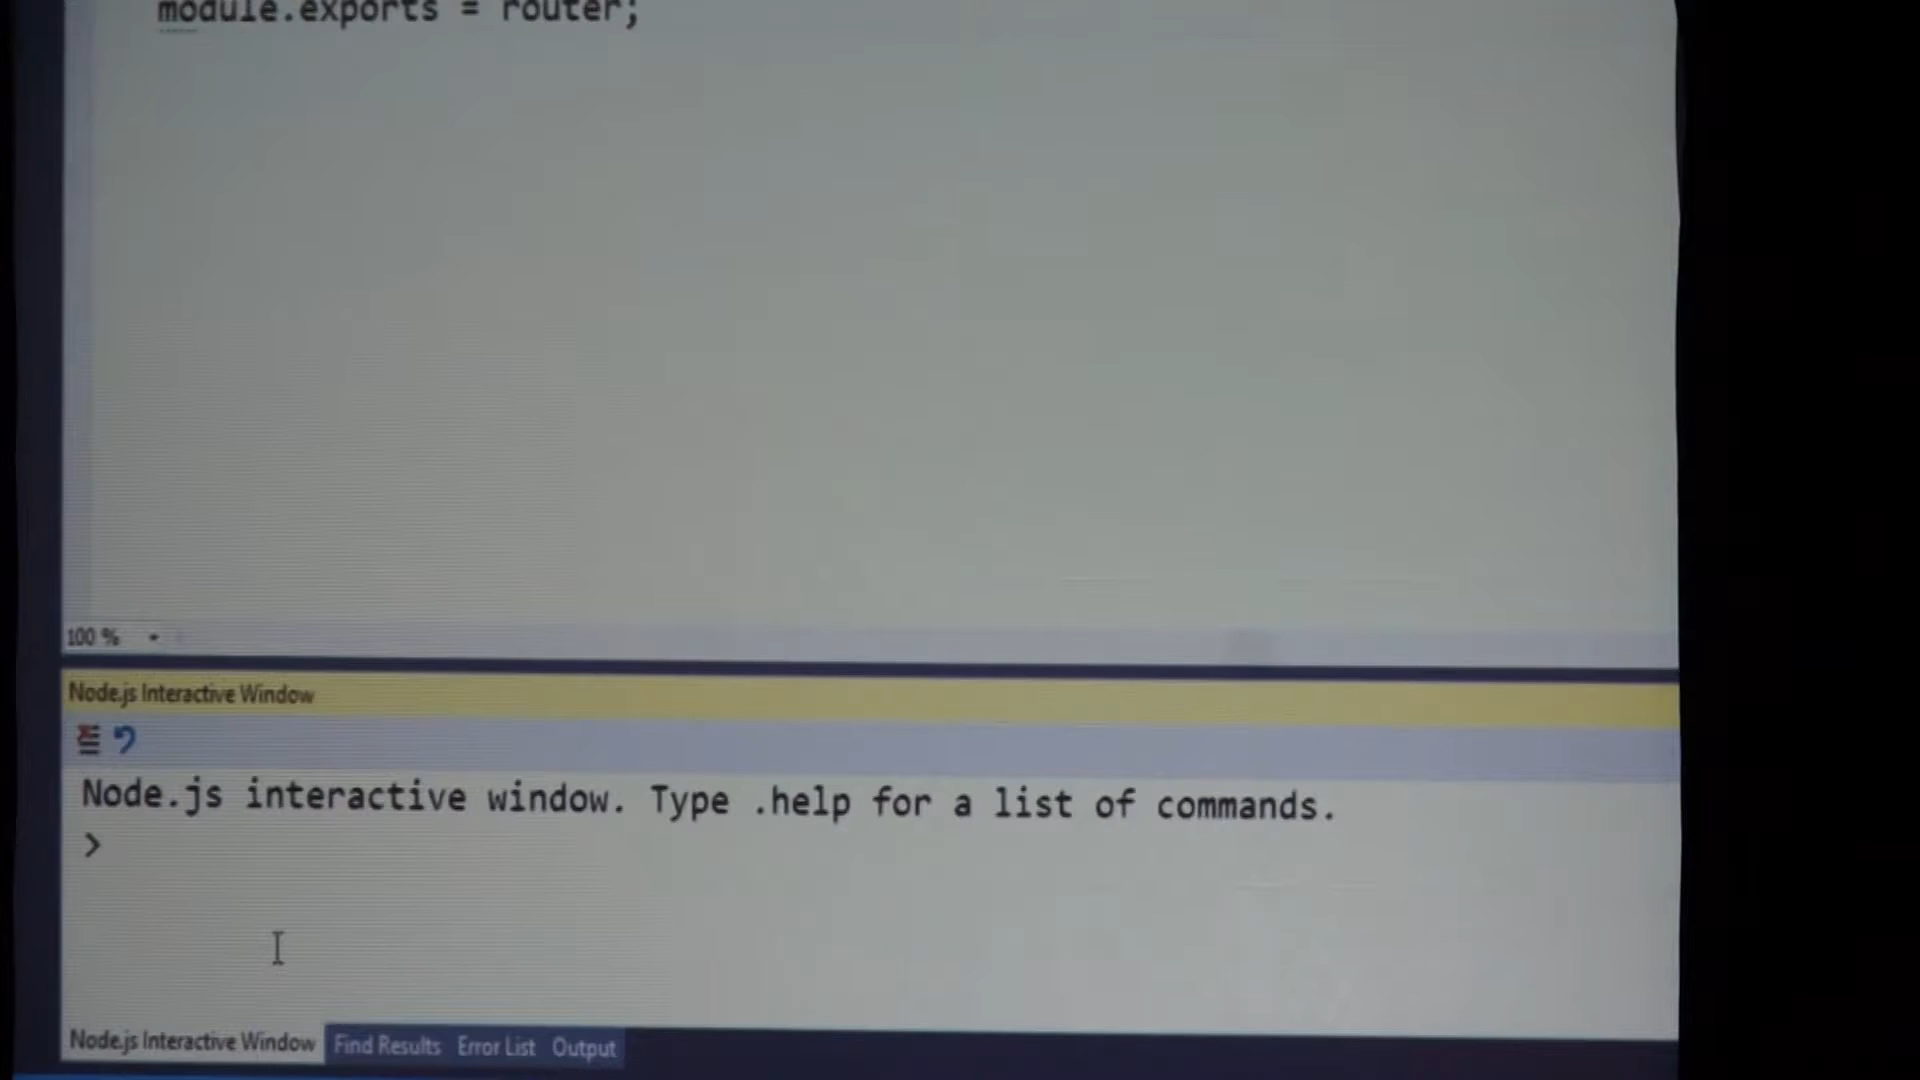 module.exports = router;
100 %
Node.js Interactive Window
Node.js interactive window. Type .help for a list of commands.
>
Node.js Interactive Window Find Results Error List Output